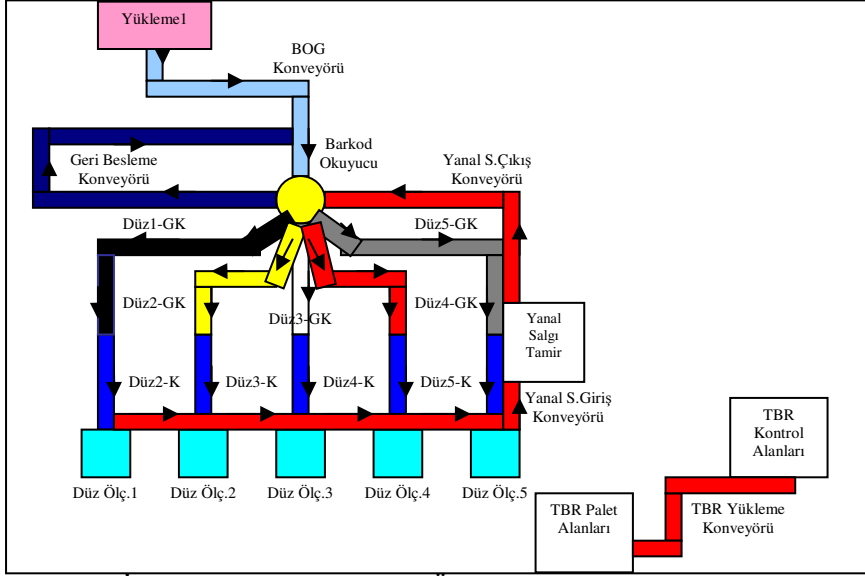 Yükleme1
BOG
Konveyörü
Barkod
Okuyucu
Geri Besleme
Konveyörü
Yanal S.Çıkış
Konveyörü
Düz1-GK
Düz5-GK
Düz2-GK
Düz3-GK
Düz4-GK
Yanal
Salgı
Tamir
Düz2-K
Düz3-K
Düz4-K
Düz5-K
Yanal S.Giriş
Konveyörü
Düz Ölç.1
Düz Ölç.2
Düz Ölç.3
Düz Ölç.4
Düz Ölç.5
TBR
Kontrol
Alanları
TBR Palet
Alanları
TBR Yükleme
Konveyörü